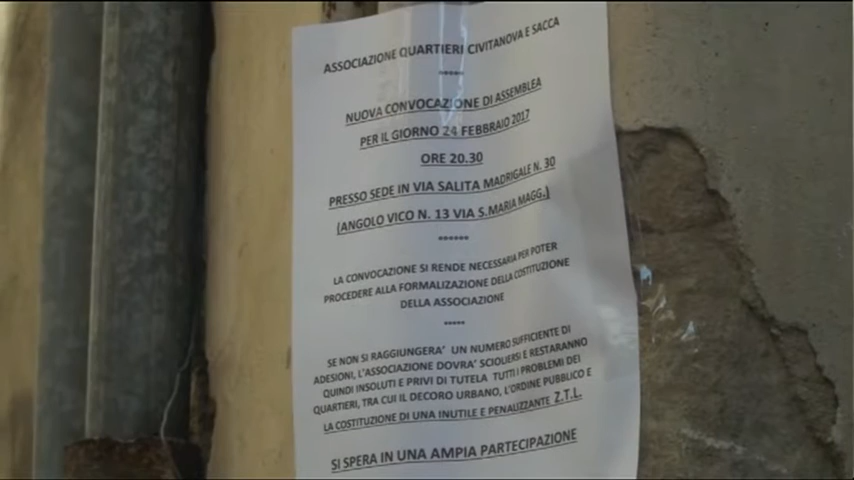 ASSOCIAZIONE QUARTIERI CIVITANOVA E SACCA
*****
NUOVA CONVOCAZIONE DI ASSEMBLEA
PER IL GIORNO 24 FEBBRAIO 2017
ORE 20.30
PRESSO SEDE IN VIA SALITA MADRIGALE N. 30
(ANGOLO VICO N. 13 VIA S.MARIA MAGG.)
******
LA CONVOCAZIONE SI RENDE NECESSARIA PER POTER
PROCEDERE ALLA FORMALIZAZIONE DELLA COSTITUZIONE
DELLA ASSOCIAZIONE
*****
SE NON SI RAGGIUNGERA' UN NUMERO SUFFICIENTE DI
ADESIONI, L'ASSOCIAZIONE DOVRA' SCIOLIERSI E RESTARANNO
QUINDI INSOLUTI E PRIVI DI TUTELA TUTTI I PROBLEMI DEI
QUARTIERI, TRA CUI IL DECORO URBANO, L'ORDINE PUBBLICO E
LA COSTITUZIONE DI UNA INUTILE E PENALIZZANTE Z.T.L.
SI SPERA IN UNA AMPIA PARTECIPAZIONE